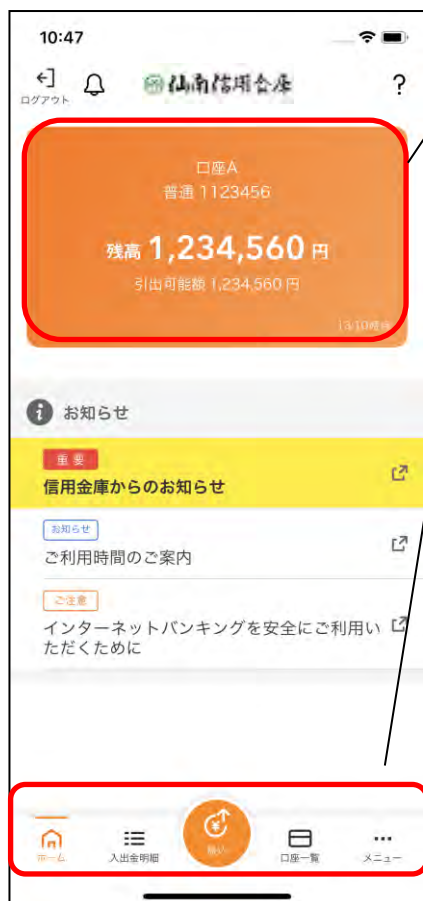 10:47
ログアウト
仙南信用金庫
?
口座A
普通 1123456
残高 1,234,560 円
引出可能額 1,234,560 円
お知らせ
重要
信用金庫からのお知らせ
お知らせ
ご利用時間のご案内
ご注意
インターネットバンキングを安全にご利用い
ただくために
ホーム
入出金明細
振込
口座一覧
メニュー